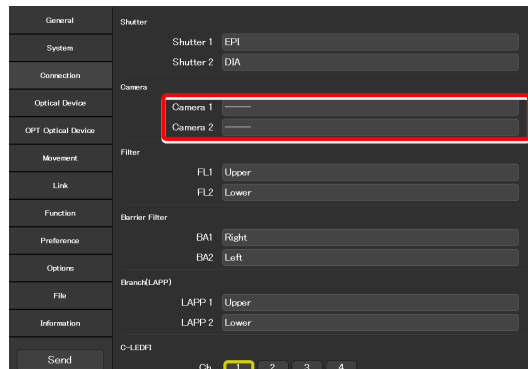 General
System
Connection
Optical Device
OPT Optical Device
Movement
Link
Function
Preference
Options
File
Information
Send
Shutter
Shutter 1 EPI
Shutter 2 DIA
Camera
Camera 1 ——
Camera 2 ——
Filter
FL1 Upper
FL2 Lower
Barrier Filter
BA1 Right
BA2 Left
Branch(LAPP)
LAPP 1 Upper
LAPP 2 Lower
C-LEDFI
Ch. 1 2 3 4